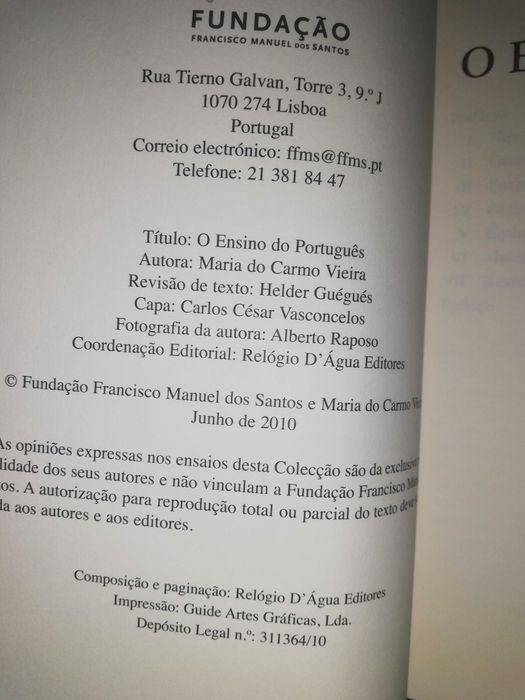 FUNDAÇÃO
FRANCISCO MANUEL DOS SANTOS
Rua Tierno Galvan, Torre 3, 9.º J
1070 274 Lisboa
Portugal
Correio electrónico: ffms@ffms.pt
Telefone: 21 381 84 47
Título: O Ensino do Português
Autora: Maria do Carmo Vieira
Revisão de texto: Helder Guégués
Capa: Carlos César Vasconcelos
Fotografia da autora: Alberto Raposo
Coordenação Editorial: Relógio D'Água Editores
© Fundação Francisco Manuel dos Santos e Maria do Carmo
Junho de 2010
As opiniões expressas nos ensaios desta Colecção são da
lidade dos seus autores e não vinculam a Fundação Francisco
os. A autorização para reprodução total ou parcial do texto
da aos autores e aos editores.
Composição e paginação: Relógio D'Água Editores
Impressão: Guide Artes Gráficas, Lda.
Depósito Legal n.º: 311364/10
O E